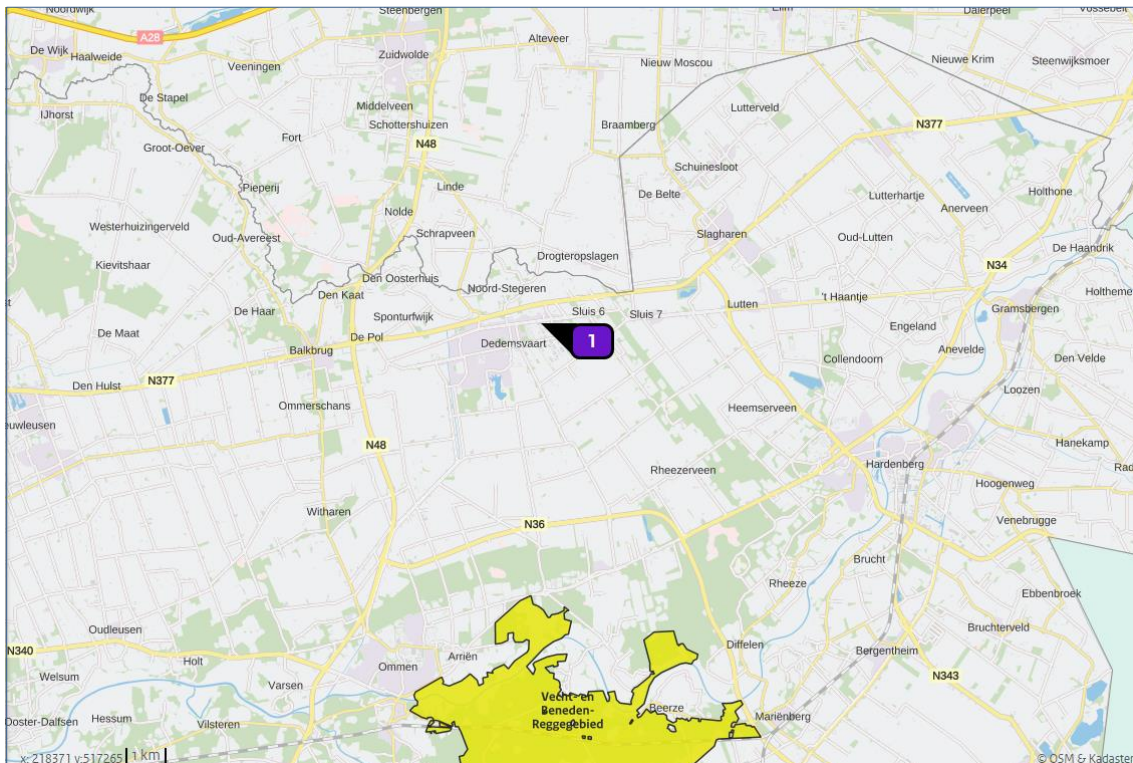 Noordwijk
Steenbergen
Dalerpeel
Vossebelt
A28
De Wijk
Haalweide
Zuidwolde
Alteveer
Nieuw Moscou
Nieuwe Krim
Steenwijksmoer
Veeningen
De Stapel
IJhorst
Middelveen
Schottershuizen
Lutterveld
Fort
Braamberg
N377
Groot-Oever
N48
Schuinesloot
Pieperij
Linde
De Belte
Lutterhartje
Holthone
Anerveen
Nolde
Westerhuizingerveld
Oud-Avereest
Schrapveen
Slagharen
Oud-Lutten
De Haandrik
Kievitshaar
Drogteropslagen
N34
Den Oosterhuis
Noord-Stegeren
Den Kaat
't Haantje
Holtheme
De Haar
Sponturfwijk
Sluis 6
Sluis 7
Lutten
Gramsbergen
De Maat
De Pol
Dedemsvaart
1
Engeland
Balkbrug
Anevelde
Collendoorn
Den Velde
N377
Den Hulst
Loozen
Ommerschans
Heemserveen
N48
Hanekamp
Rheezerveen
Hardenberg
Hoogenweg
Witharen
N36
Venebrugge
Brucht
Rheeze
Ebbenbroek
Oudleusen
Bruchterveld
N340
Arriën
Diffelen
Holt
Ommen
Bergentheim
Welsum
Varsen
N343
Vecht- en
Beneden-
Reggegebied
Beerze
Mariënberg
Ooster-Dalfsen
Hessum
Vilsteren
x: 218371 y:517265
1 km
© OSM & Kadaster